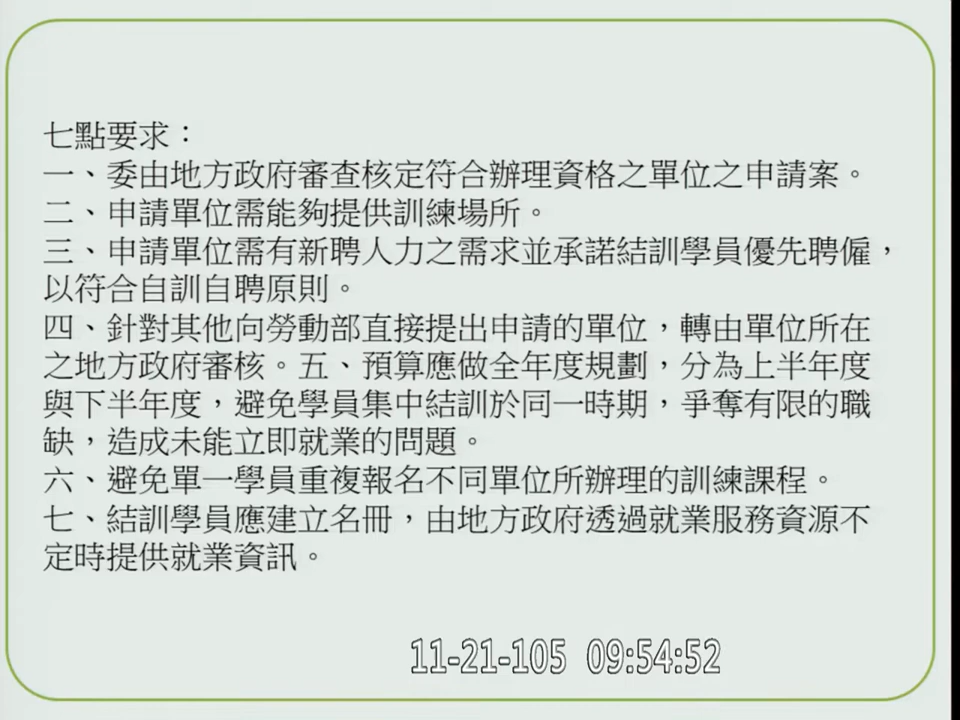 七點要求：
一、委由地方政府審查核定符合辦理資格之單位之申請案。
二、申請單位需能夠提供訓練場所。
三、申請單位需有新聘人力之需求並承諾結訓學員優先聘僱，
以符合自訓自聘原則。
四、針對其他向勞動部直接提出申請的單位，轉由單位所在
之地方政府審核。五、預算應做全年度規劃，分為上半年度
與下半年度，避免學員集中結訓於同一時期，爭奪有限的職
缺，造成未能立即就業的問題。
六、避免單一學員重複報名不同單位所辦理的訓練課程。
七、結訓學員應建立名冊，由地方政府透過就業服務資源不
定時提供就業資訊。
11-21-105 09:54:52